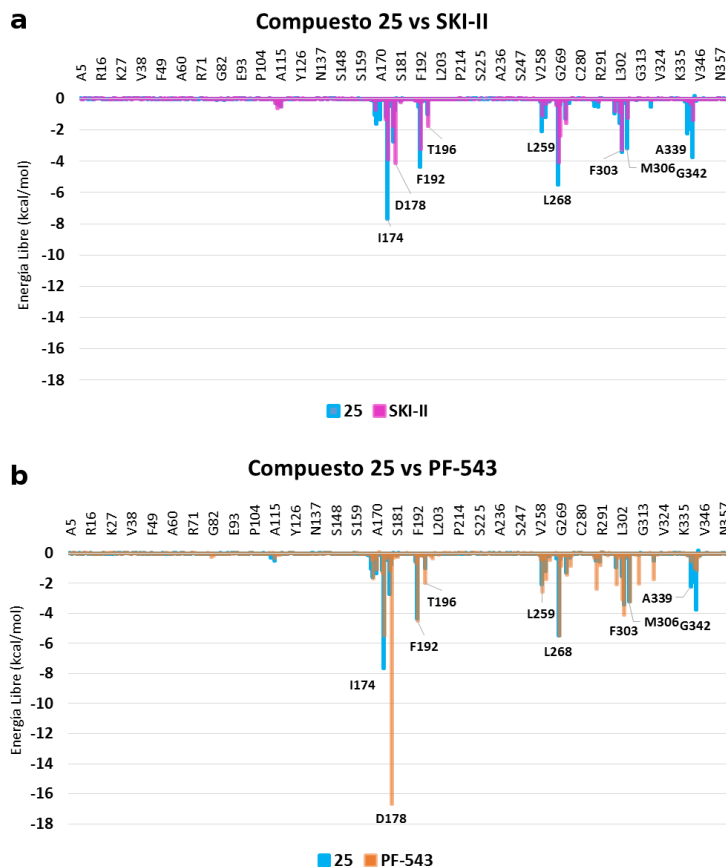 a
Compuesto 25 vs SKI-II
A5 R16 K27 V38 F49 A60 R71 G82 E93 P104 A115 Y126 N137 S148 S159 A170 S181 F192 L203 P214 S225 A236 S247 V258 G269 C280 R291 L302 G313 V324 K335 V346 N357
Energía Libre (kcal/mol)
0
-2
-4
-6
-8
-10
-12
-14
-16
-18
T196
F192
D178
I174
L259
L268
A339
F303
M306
G342
25 SKI-II
b
Compuesto 25 vs PF-543
A5 R16 K27 V38 F49 A60 R71 G82 E93 P104 A115 Y126 N137 S148 S159 A170 S181 F192 L203 P214 S225 A236 S247 V258 G269 C280 R291 L302 G313 V324 K335 V346 N357
Energía Libre (kcal/mol)
0
-2
-4
-6
-8
-10
-12
-14
-16
-18
T196
F192
I174
D178
L259
L268
A339
F303
M306
G342
25 PF-543